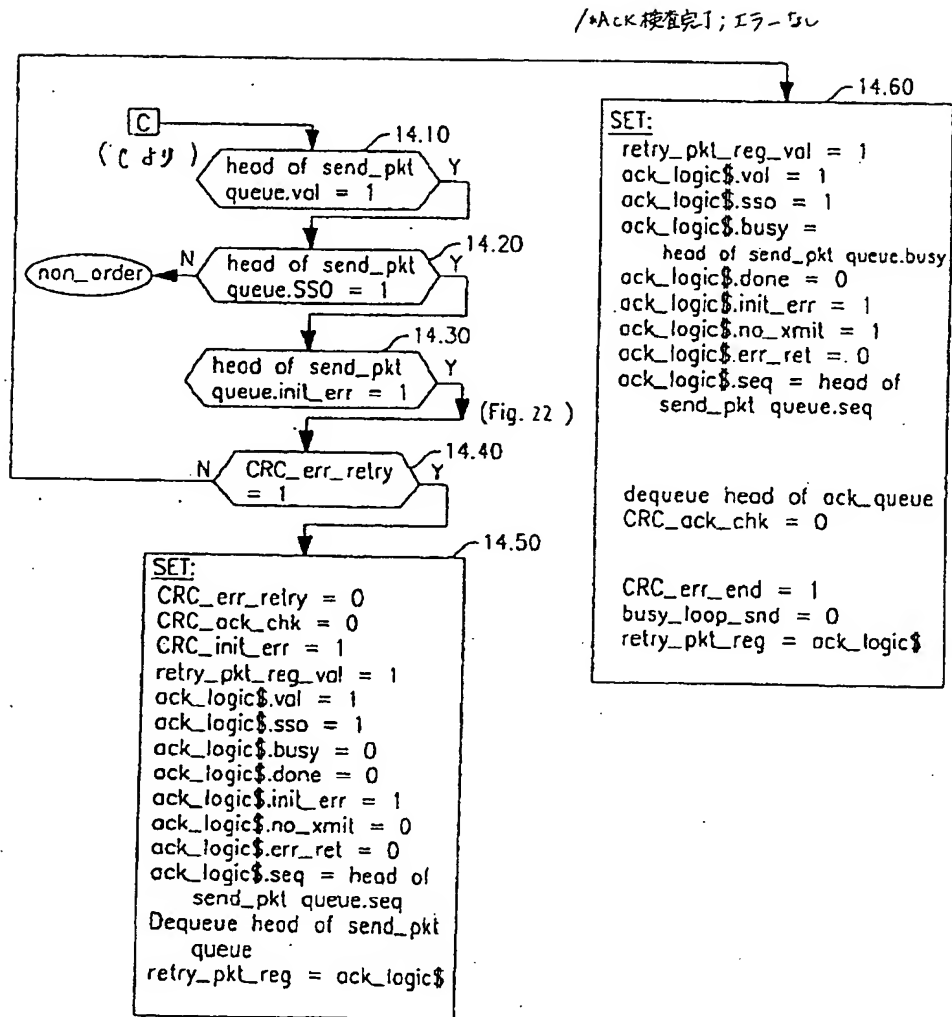 /*Ack検査完了;エラーなし
C
(Cより)
14.10
head of send_pkt
queue.val = 1
Y
14.20
head of send_pkt
queue.SSO = 1
N
Y
non_order
14.30
head of send_pkt
queue.init_err = 1
Y
(Fig. 22 )
14.40
CRC_err_retry
= 1
N
Y
14.50
SET:
CRC_err_retry = 0
CRC_ack_chk = 0
CRC_init_err = 1
retry_pkt_reg_val = 1
ack_logic$.val = 1
ack_logic$.sso = 1
ack_logic$.busy = 0
ack_logic$.done = 0
ack_logic$.init_err = 1
ack_logic$.no_xmit = 0
ack_logic$.err_ret = 0
ack_logic$.seq = head of
send_pkt queue.seq
Dequeue head of send_pkt
queue
retry_pkt_reg = ack_logic$
14.60
SET:
retry_pkt_reg_val = 1
ack_logic$.val = 1
ack_logic$.sso = 1
ack_logic$.busy =
head of send_pkt queue.busy
ack_logic$.done = 0
ack_logic$.init_err = 1
ack_logic$.no_xmit = 1
ack_logic$.err_ret = 0
ack_logic$.seq = head of
send_pkt queue.seq
dequeue head of ack_queue
CRC_ack_chk = 0
CRC_err_end = 1
busy_loop_snd = 0
retry_pkt_reg = ack_logic$